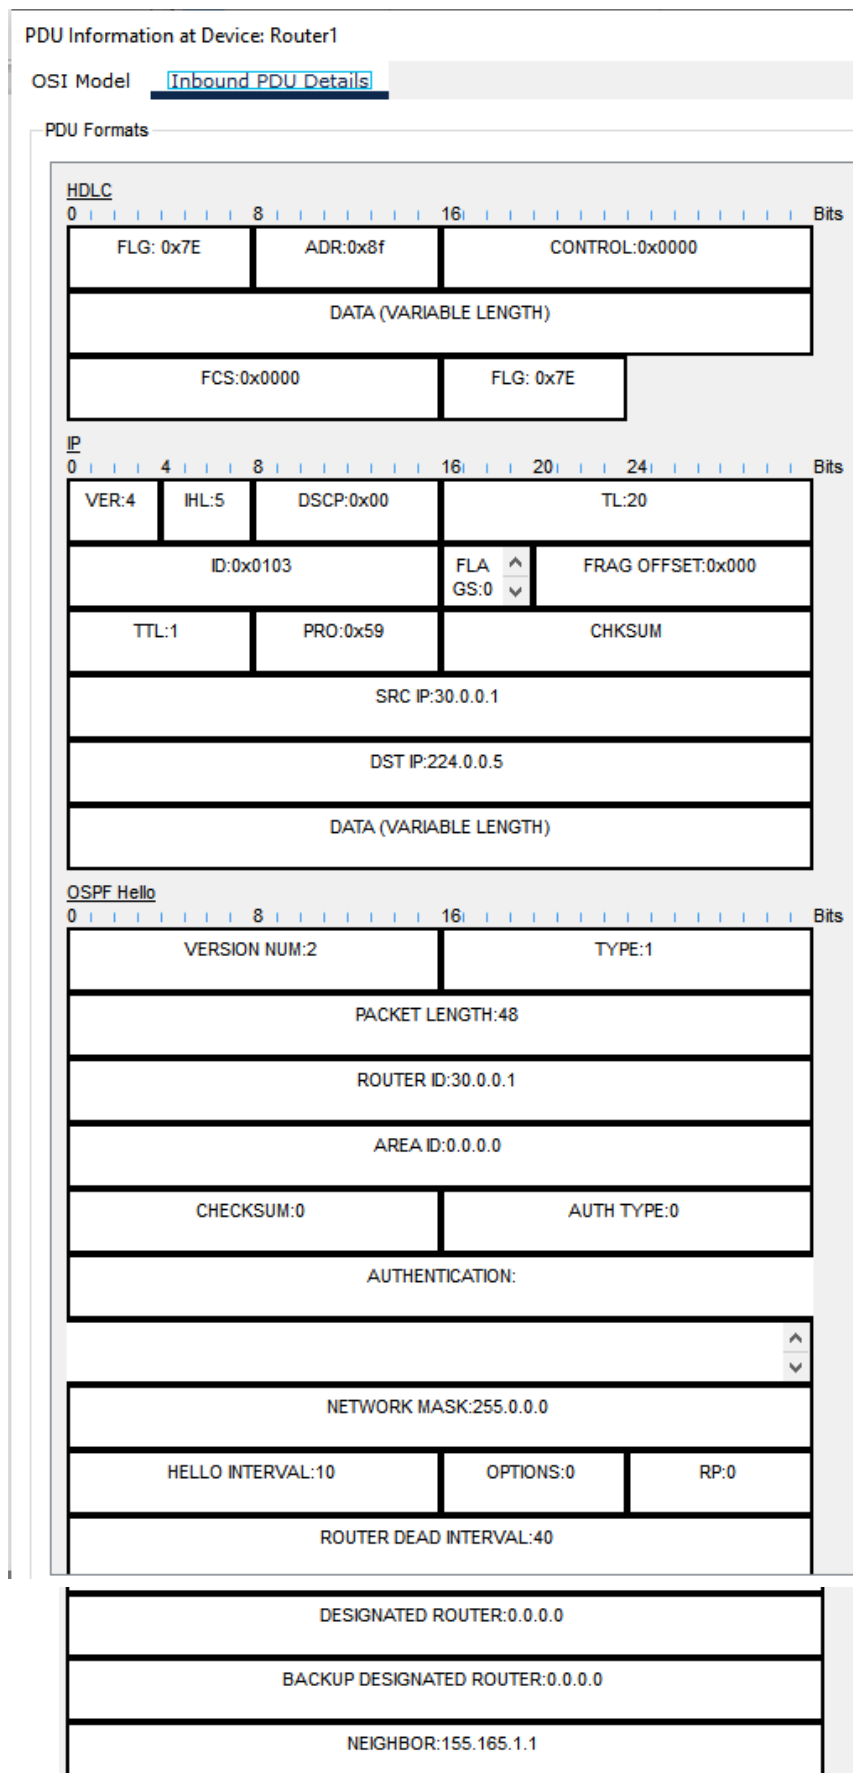 PDU Information at Device: Router1
OSI Model Inbound PDU Details
PDU Formats
HDLC
0 8 16 Bits
FLG: 0x7E ADR:0x8f CONTROL:0x0000
DATA (VARIABLE LENGTH)
FCS:0x0000 FLG: 0x7E
IP
0 4 8 16 20 24 Bits
VER:4 IHL:5 DSCP:0x00 TL:20
ID:0x0103 FLA GS:0 FRAG OFFSET:0x000
TTL:1 PRO:0x59 CHKSUM
SRC IP:30.0.0.1
DST IP:224.0.0.5
DATA (VARIABLE LENGTH)
OSPF Hello
0 8 16 Bits
VERSION NUM:2 TYPE:1
PACKET LENGTH:48
ROUTER ID:30.0.0.1
AREA ID:0.0.0.0
CHECKSUM:0 AUTH TYPE:0
AUTHENTICATION:
NETWORK MASK:255.0.0.0
HELLO INTERVAL:10 OPTIONS:0 RP:0
ROUTER DEAD INTERVAL:40
DESIGNATED ROUTER:0.0.0.0
BACKUP DESIGNATED ROUTER:0.0.0.0
NEIGHBOR:155.165.1.1